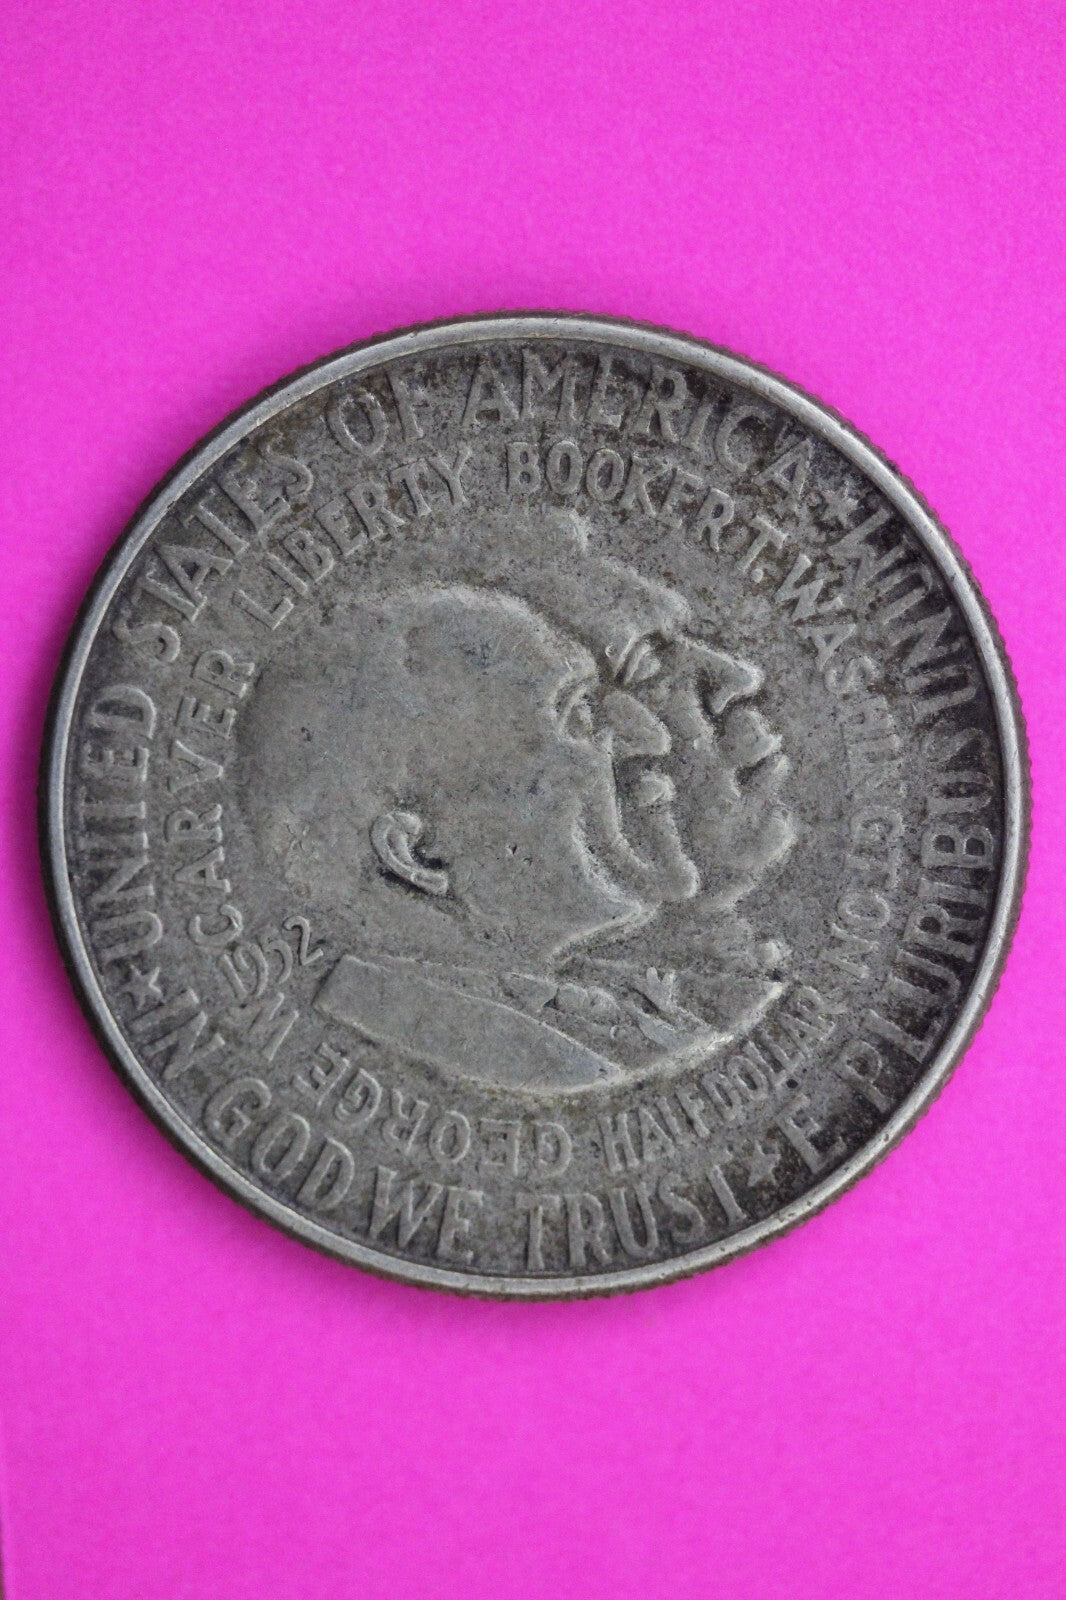 UNITED STATES OF AMERICA ★ E PLURIBUS UNUM ★ IN GOD WE TRUST ★
LIBERTY BOOKER T. WASHINGTON
GEORGE W CARVER
1952
HALF DOLLAR